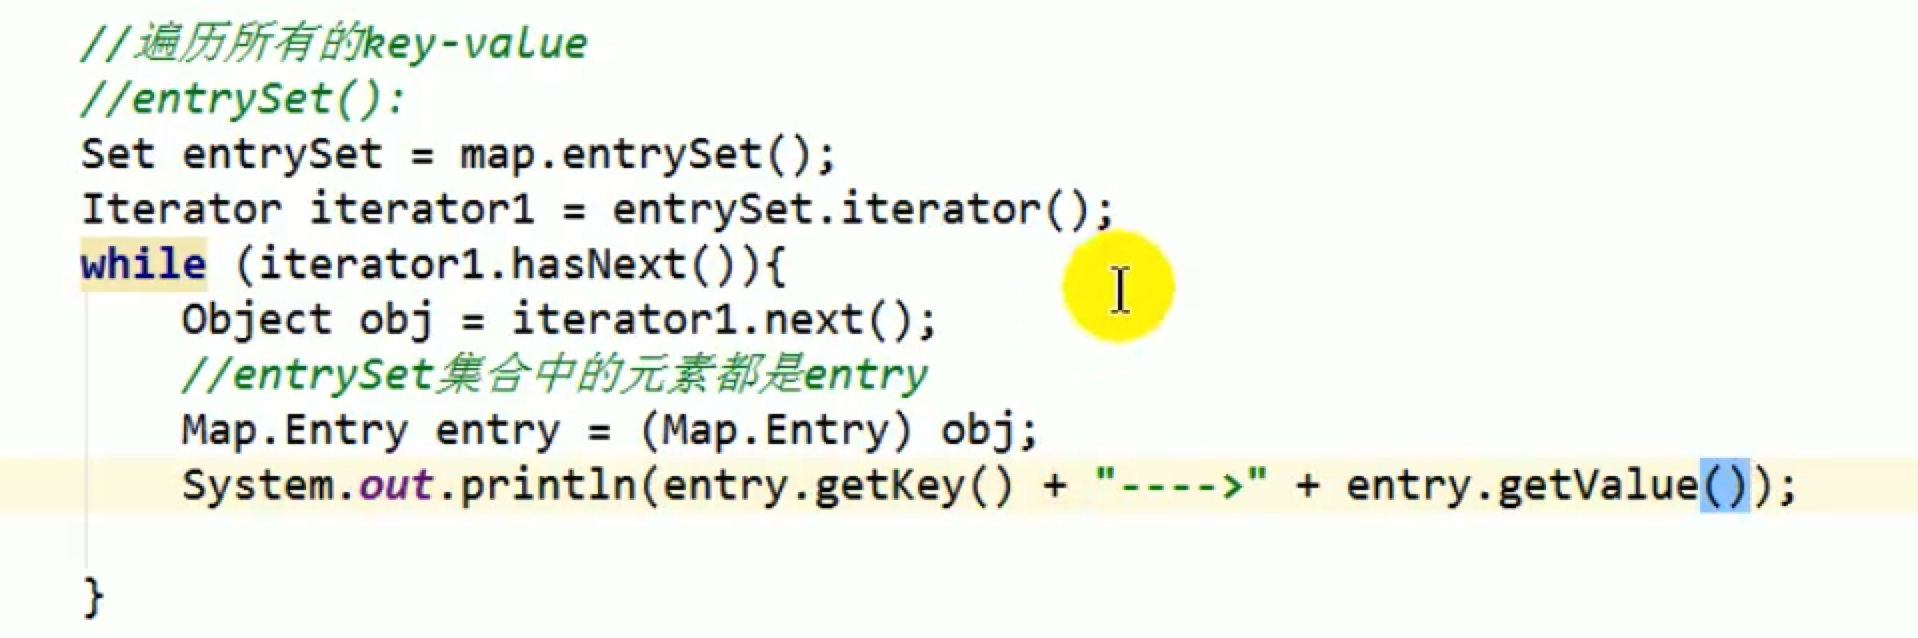 //遍历所有的key-value
//entrySet():
Set entrySet = map.entrySet();
Iterator iterator1 = entrySet.iterator();
while (iterator1.hasNext()){
    Object obj = iterator1.next();
    //entrySet集合中的元素都是entry
    Map.Entry entry = (Map.Entry) obj;
    System.out.println(entry.getKey() + "---->" + entry.getValue());
}